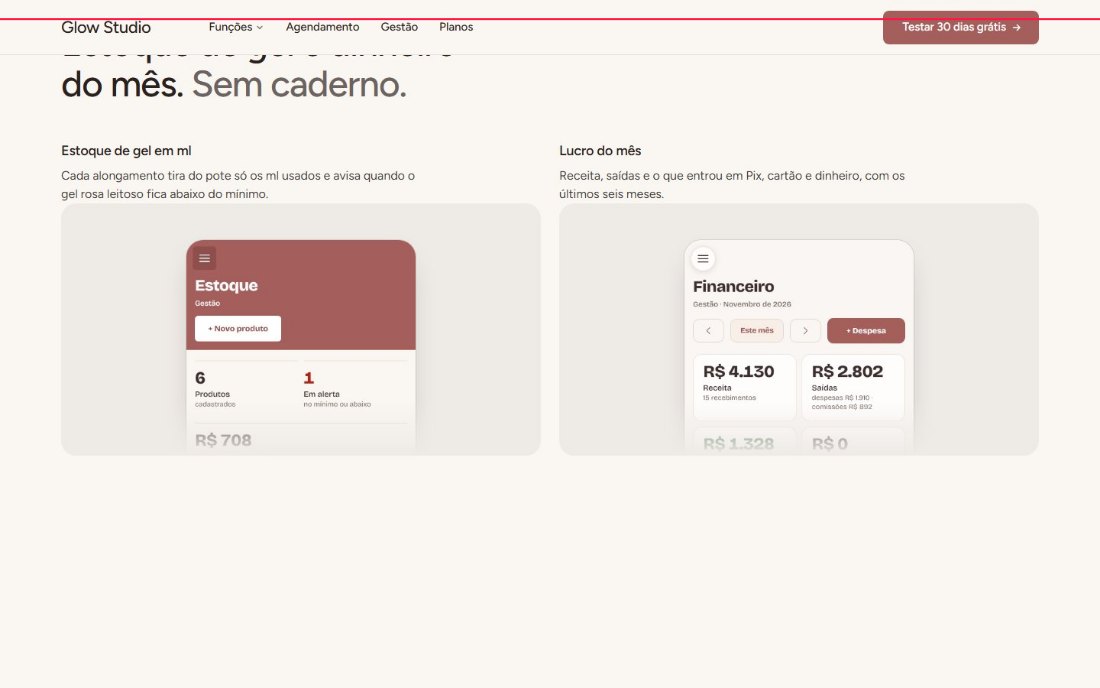 Glow Studio
Funções
Agendamento
Gestão
Planos
Testar 30 dias grátis →
Estoque de gel e dinheiro
do mês. Sem caderno.
Estoque de gel em ml
Cada alongamento tira do pote só os ml usados e avisa quando o
gel rosa leitoso fica abaixo do mínimo.
Estoque
Gestão
+ Novo produto
6
Produtos
cadastrados
1
Em alerta
no mínimo ou abaixo
R$ 708
Lucro do mês
Receita, saídas e o que entrou em Pix, cartão e dinheiro, com os
últimos seis meses.
Financeiro
Gestão · Novembro de 2026
Este mês
+ Despesa
R$ 4.130
Receita
15 recebimentos
R$ 2.802
Saídas
despesas R$ 1.910 ·
comissões R$ 892
R$ 1.328
R$ 0